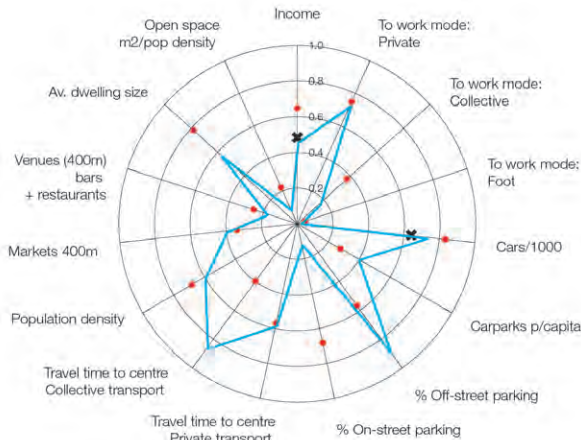 Income
Open space
m2/pop density
To work mode:
Private
Av. dwelling size
To work mode:
Collective
Venues (400m)
bars
+ restaurants
To work mode:
Foot
Markets 400m
Cars/1000
Population density
Carparks p/capita
Travel time to centre
Collective transport
% Off-street parking
Travel time to centre
Private transport
% On-street parking
1.0
0.8
0.6
0.4
0.2